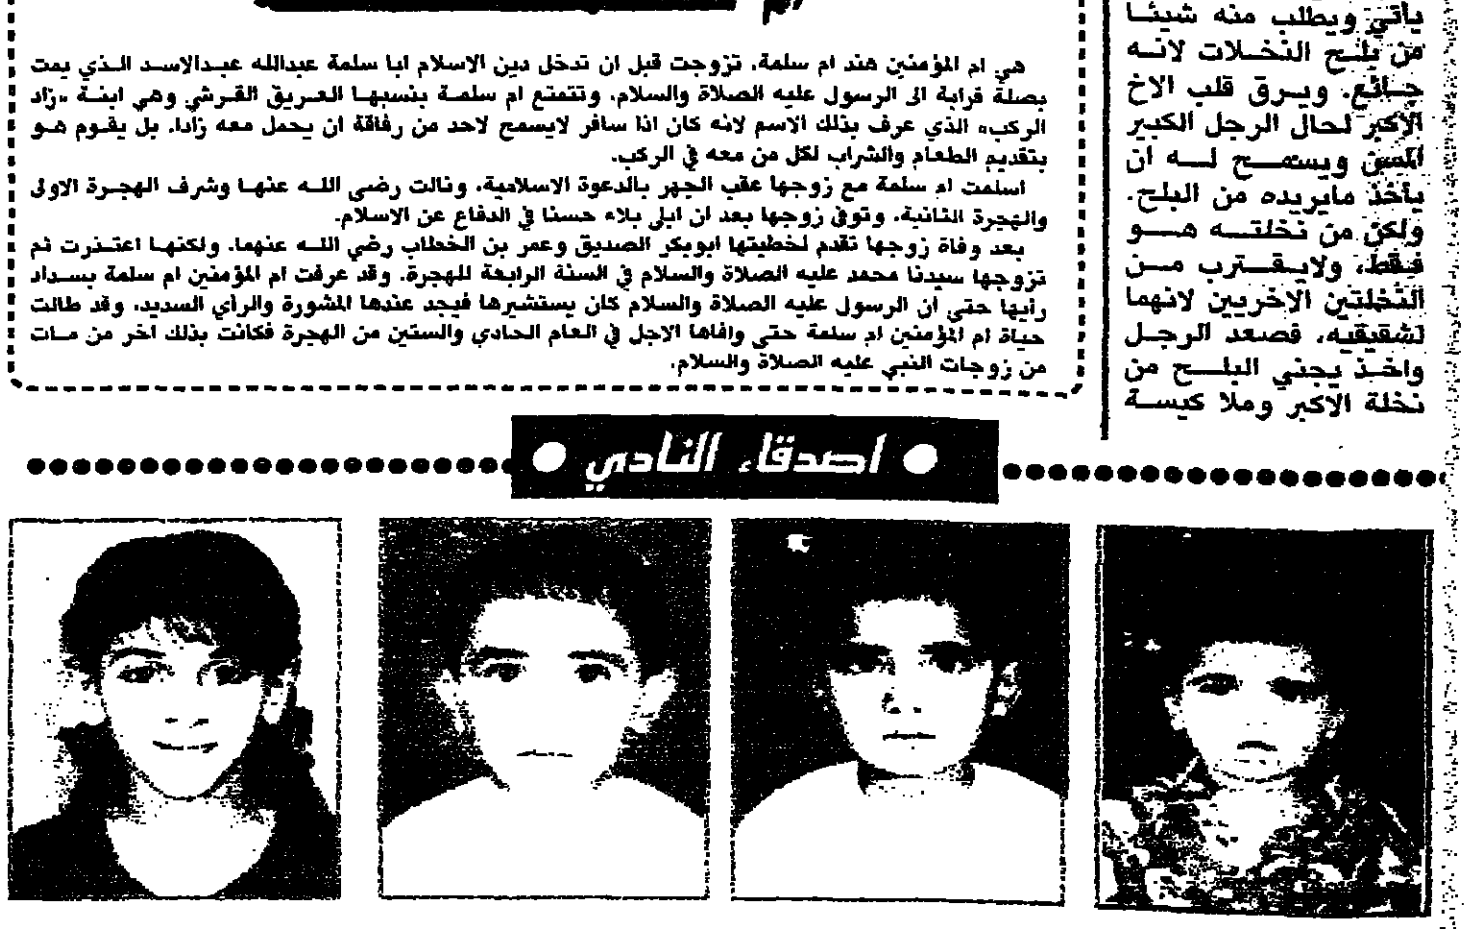 يأتي ويطلب منه شيئا
من بلح النخلات لانه
جائع. ويرق قلب الاخ
الأكبر لحال الرجل الكبير
المسن ويسمح له ان
يأخذ مايريده من البلح.
ولكن من نخلته هو
فقط، ولايقترب من
النخلتين الاخريين لانهما
لشقيقيه، فصعد الرجل
واخذ يجني البلح من
نخلة الاكبر وملا كيسة
ام
هي ام المؤمنين هند ام سلمة، تزوجت قبل ان تدخل دين الاسلام ابا سلمة عبدالله عبدالاسد الذي يمت
بصلة قرابة الى الرسول عليه الصلاة والسلام، وتتمتع ام سلمة بنسبها العريق القرشي وهي ابنة «زاد
الركب» الذي عرف بذلك الاسم لانه كان اذا سافر لايسمح لاحد من رفاقة ان يحمل معه زادا، بل يقوم هو
بتقديم الطعام والشراب لكل من معه في الركب.
اسلمت ام سلمة مع زوجها عقب الجهر بالدعوة الاسلامية، ونالت رضى الله عنها وشرف الهجرة الاولى
والهجرة الثانية، وتوفى زوجها بعد ان ابلى بلاء حسنا في الدفاع عن الاسلام.
بعد وفاة زوجها تقدم لخطبتها ابوبكر الصديق وعمر بن الخطاب رضي الله عنهما، ولكنها اعتذرت ثم
تزوجها سيدنا محمد عليه الصلاة والسلام في السنة الرابعة للهجرة، وقد عرفت ام المؤمنين ام سلمة بسداد
رأيها حتى أن الرسول عليه الصلاة والسلام كان يستشيرها فيجد عندها المشورة والرأي السديد، وقد طالت
حياة ام المؤمنين ام سلمة حتى وافاها الاجل في العام الحادي والستين من الهجرة فكانت بذلك آخر من مات
من زوجات النبي عليه الصلاة والسلام.
• اصدقاء النادي •